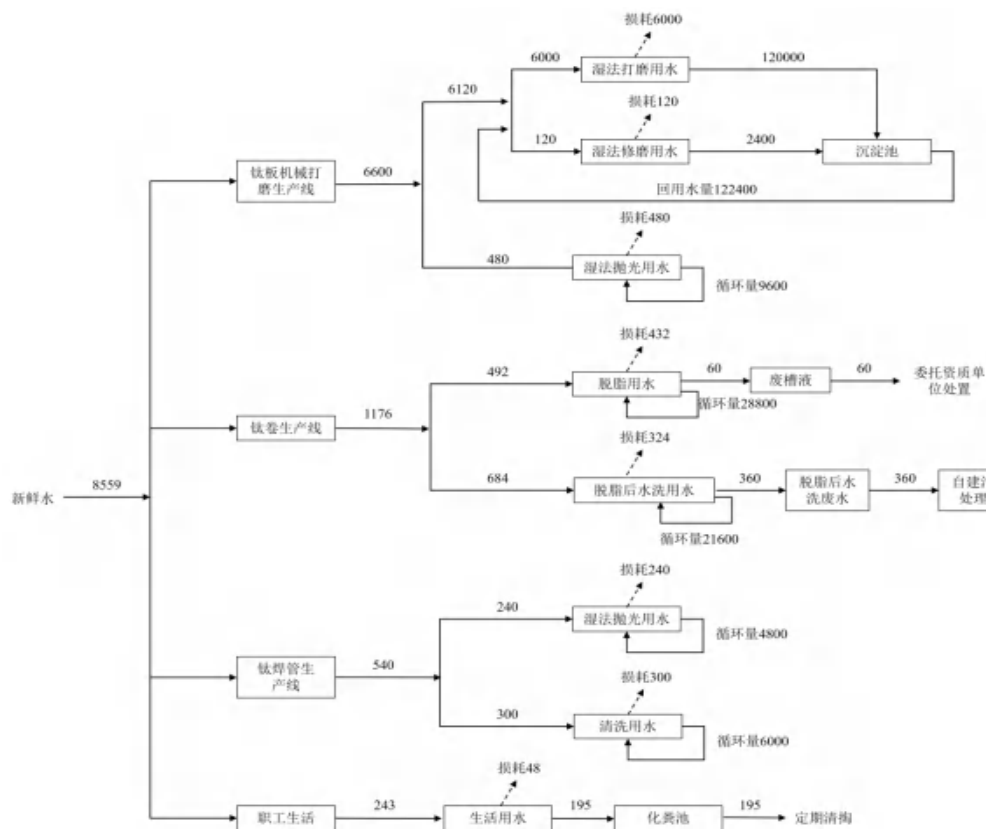 损耗6000
6000
湿法打磨用水
120000
6120
损耗120
120
湿法修磨用水
2400
沉淀池
钛板机械打
磨生产线
6600
回用水量122400
损耗480
480
湿法抛光用水
循环量9600
损耗432
492
脱脂用水
60
废槽液
60
委托资质单
位处置
循环量28800
钛卷生产线
1176
损耗324
新鲜水
8559
684
脱脂后水洗用水
360
脱脂后水
洗废水
360
自建
处理
循环量21600
损耗240
240
湿法抛光用水
循环量4800
钛焊管生
产线
540
损耗300
300
清洗用水
循环量6000
损耗48
职工生活
243
生活用水
195
化粪池
195
定期清掏